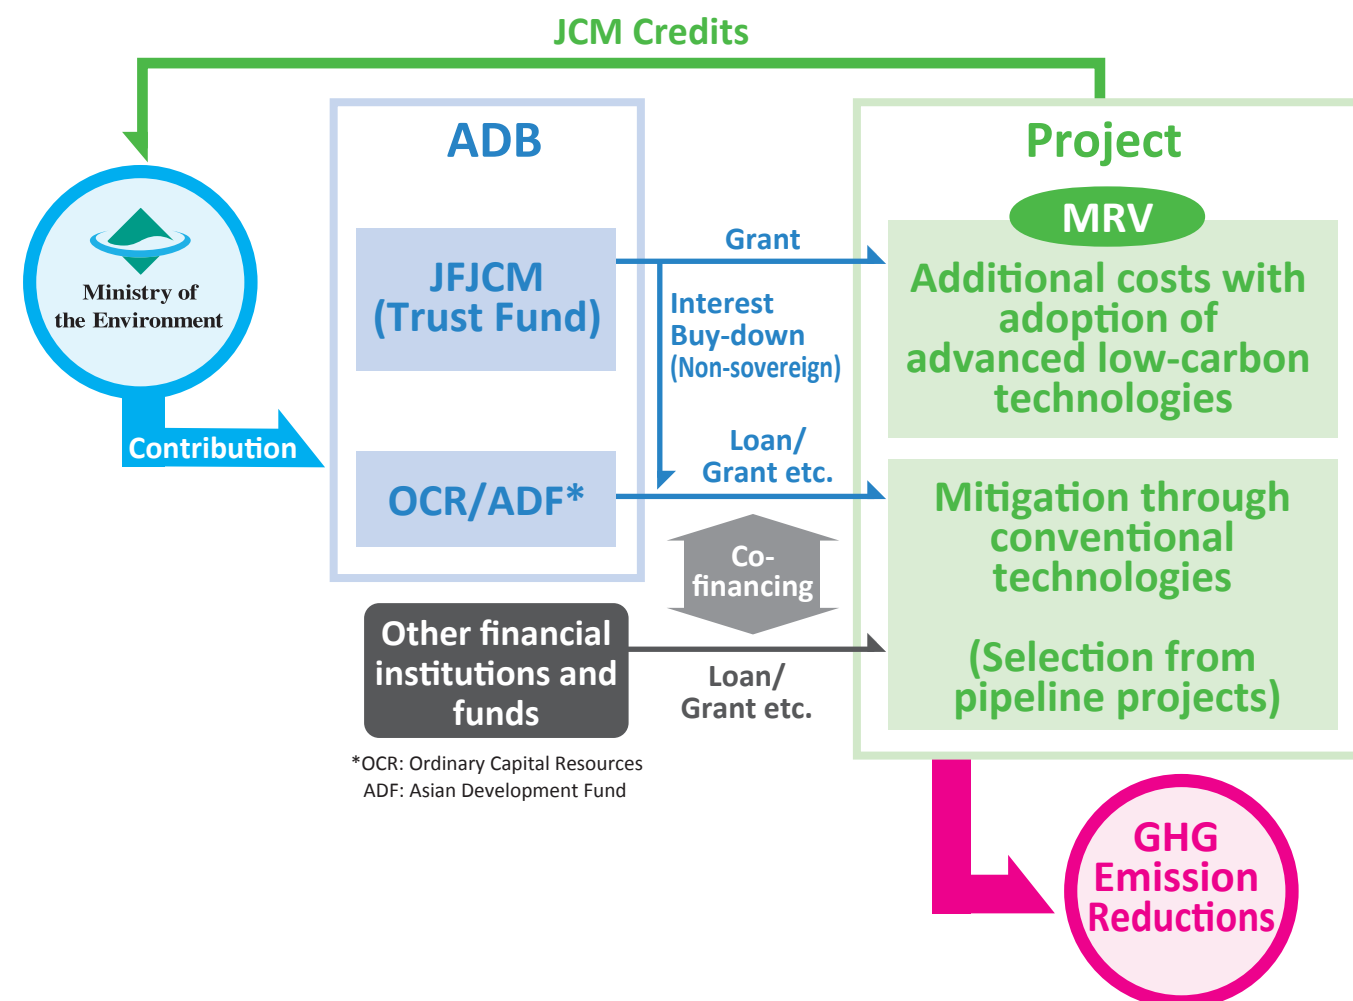 JCM Credits
ADB
Project
Ministry of
the Environment
Contribution
JFJCM
(Trust Fund)
OCR/ADF*
Grant
Interest
Buy-down
(Non-sovereign)
Loan/
Grant etc.
Co-
financing
MRV
Additional costs with
adoption of
advanced low-carbon
technologies
Mitigation through
conventional
technologies
(Selection from
pipeline projects)
Other financial
institutions and
funds
Loan/
Grant etc.
*OCR: Ordinary Capital Resources
ADF: Asian Development Fund
GHG
Emission
Reductions